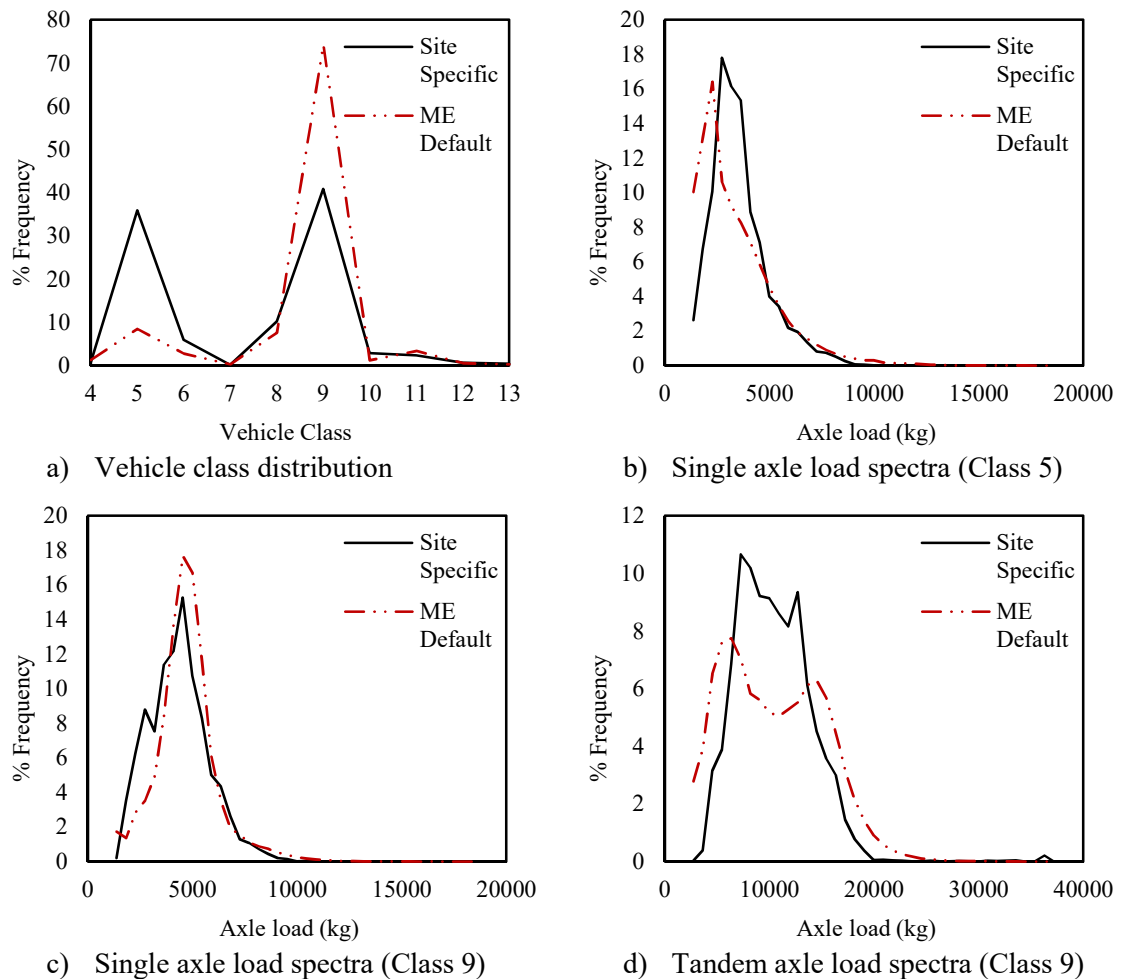 80
70
60
50
40
30
20
10
0
% Frequency
4 5 6 7 8 9 10 11 12 13
Vehicle Class
Site
Specific
ME
Default
a) Vehicle class distribution
20
18
16
14
12
10
8
6
4
2
0
% Frequency
0 5000 10000 15000 20000
Axle load (kg)
Site
Specific
ME
Default
b) Single axle load spectra (Class 5)
20
18
16
14
12
10
8
6
4
2
0
% Frequency
0 5000 10000 15000 20000
Axle load (kg)
Site
Specific
ME
Default
c) Single axle load spectra (Class 9)
12
10
8
6
4
2
0
% Frequency
0 10000 20000 30000 40000
Axle load (kg)
Site
Specific
ME
Default
d) Tandem axle load spectra (Class 9)